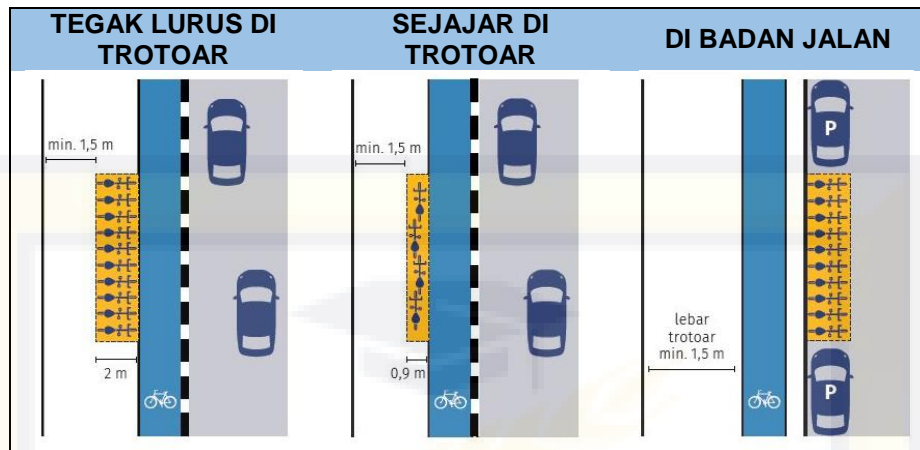 TEGAK LURUS DI
TROTOAR
SEJAJAR DI
TROTOAR
DI BADAN JALAN
min. 1,5 m
2 m
min. 1,5 m
0,9 m
P
lebar
trotoar
min. 1,5 m
P